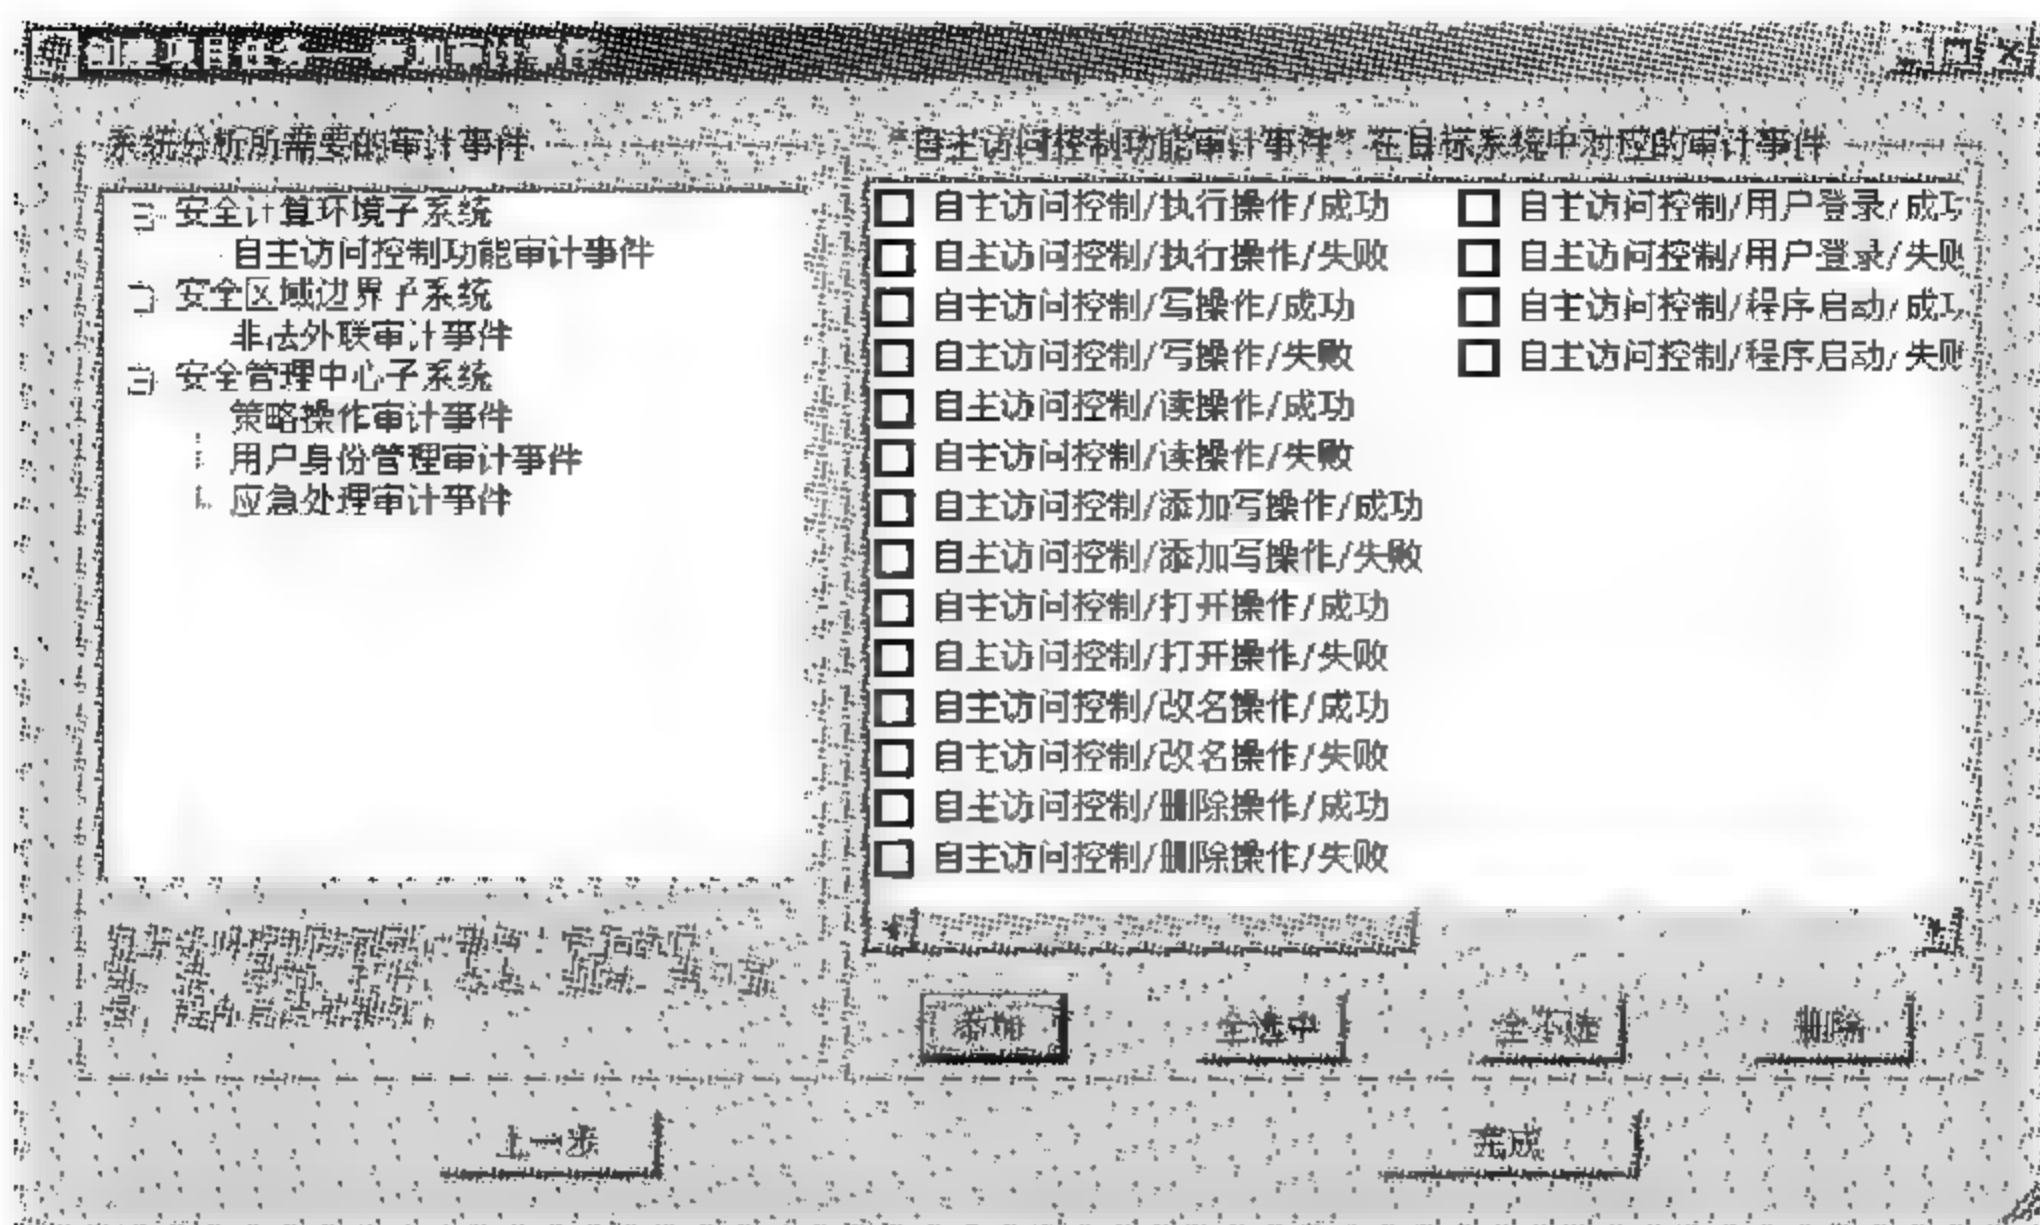 创建项目任务——添加审计事件
系统分析所需要的审计事件
安全计算环境子系统
自主访问控制功能审计事件
安全区域边界子系统
非法外联审计事件
安全管理中心子系统
策略操作审计事件
用户身份管理审计事件
应急处理审计事件
“自主访问控制功能审计事件”在目标系统中对应的审计事件
自主访问控制/执行操作/成功
自主访问控制/执行操作/失败
自主访问控制/写操作/成功
自主访问控制/写操作/失败
自主访问控制/读操作/成功
自主访问控制/读操作/失败
自主访问控制/添加写操作/成功
自主访问控制/添加写操作/失败
自主访问控制/打开操作/成功
自主访问控制/打开操作/失败
自主访问控制/改名操作/成功
自主访问控制/改名操作/失败
自主访问控制/删除操作/成功
自主访问控制/删除操作/失败
自主访问控制/用户登录/成功
自主访问控制/用户登录/失败
自主访问控制/程序启动/成功
自主访问控制/程序启动/失败
添加
全选中
全不选
删除
上一步
完成